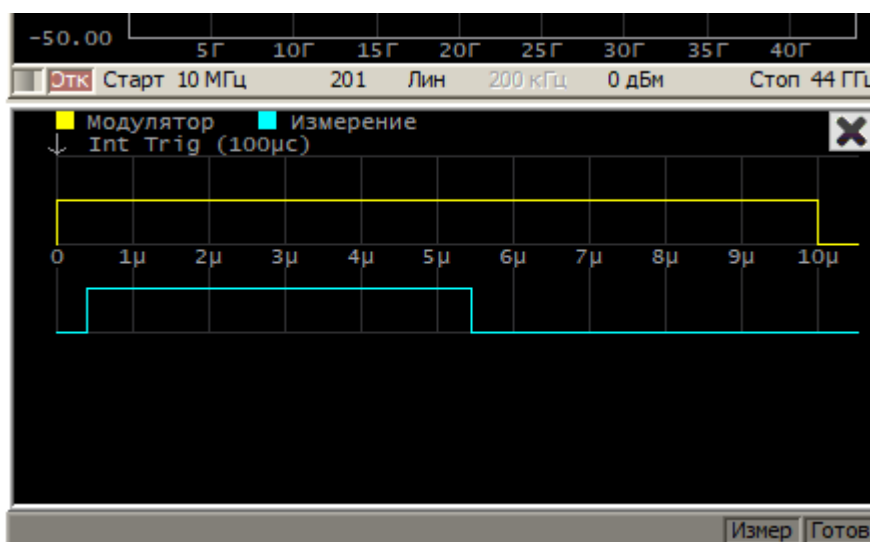 -50.00
5Г 10Г 15Г 20Г 25Г 30Г 35Г 40Г
Отк Старт 10 МГц 201 Лин 200 кГц 0 дБм Стоп 44 ГГц
Модулятор Измерение
Int Trig (100µс)
0 1µ 2µ 3µ 4µ 5µ 6µ 7µ 8µ 9µ 10µ
Измер Готов